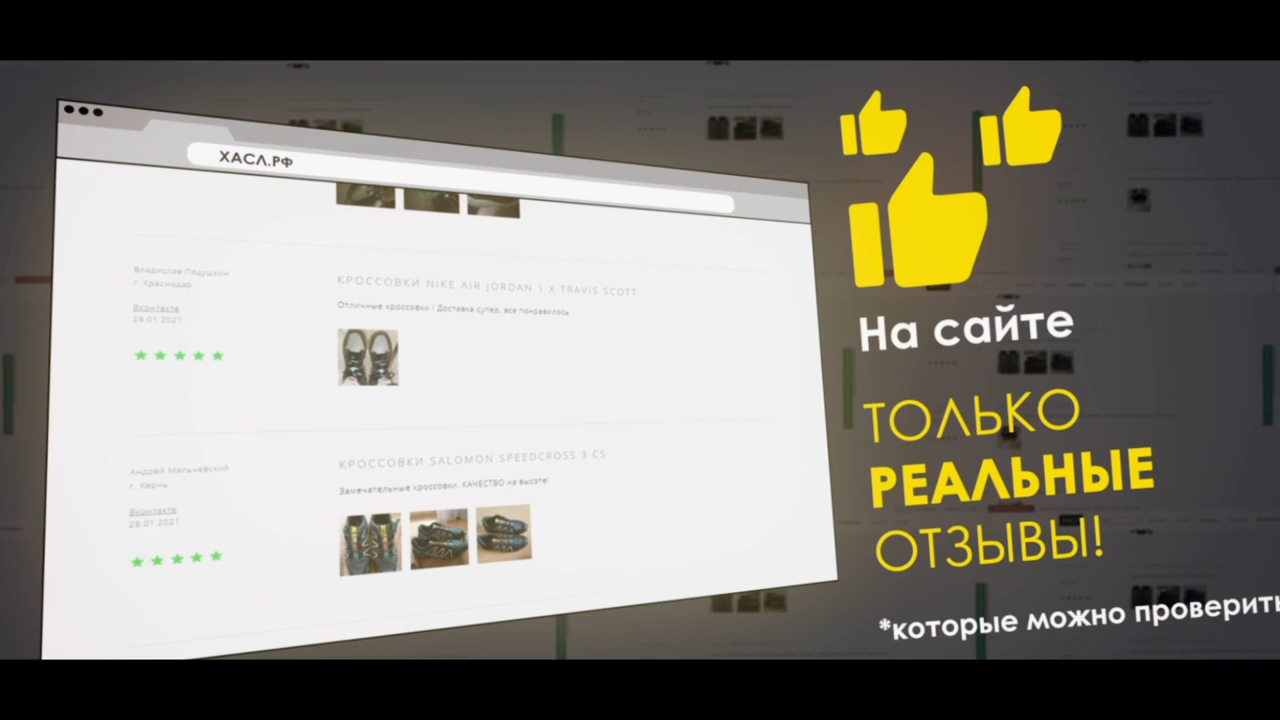 ХАСЛ.РФ
Владислав Пядушкин
г. Краснодар
Вконтакте
28.01.2021
КРОССОВКИ NIKE AIR JORDAN 1 X TRAVIS SCOTT
Отличные кроссовки ! Доставка супер, все понравилось
Андрей Мальчевский
г. Керчь
Вконтакте
28.01.2021
КРОССОВКИ SALOMON SPEEDCROSS 3 CS
Замечательные кроссовки. КАЧЕСТВО на высоте!
На сайте
ТОЛЬКО
РЕАЛЬНЫЕ
ОТЗЫВЫ!
*которые можно проверить